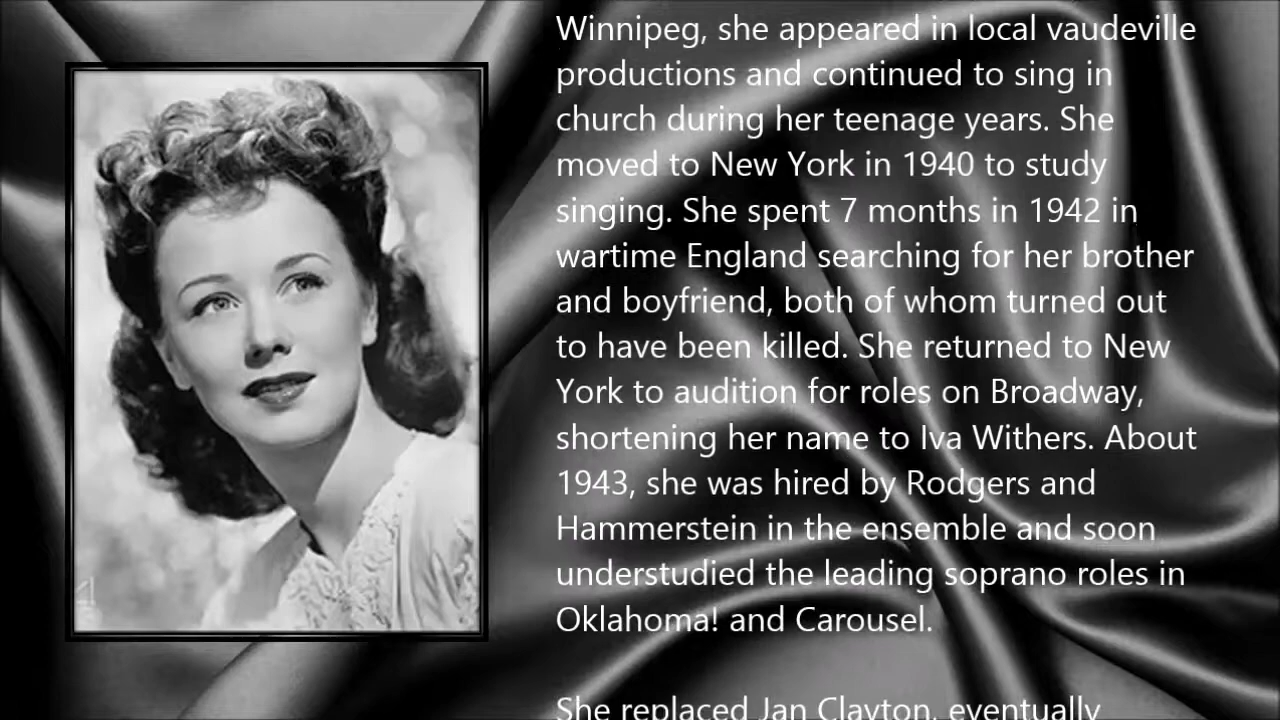 Winnipeg, she appeared in local vaudeville
productions and continued to sing in
church during her teenage years. She
moved to New York in 1940 to study
singing. She spent 7 months in 1942 in
wartime England searching for her brother
and boyfriend, both of whom turned out
to have been killed. She returned to New
York to audition for roles on Broadway,
shortening her name to Iva Withers. About
1943, she was hired by Rodgers and
Hammerstein in the ensemble and soon
understudied the leading soprano roles in
Oklahoma! and Carousel.
She replaced Jan Clayton, eventually